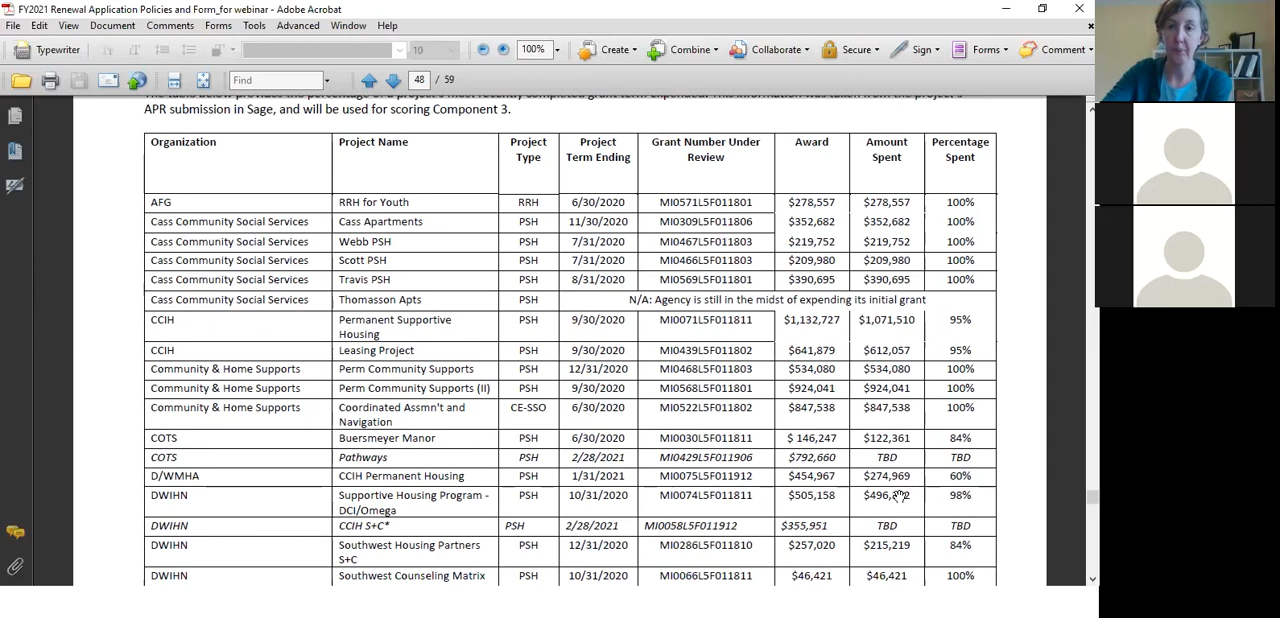 FY2021 Renewal Application Policies and Form_for webinar - Adobe Acrobat
File Edit View Document Comments Forms Tools Advanced Window Help
Typewriter 10 100% Create Combine Collaborate Secure Sign Forms Comment
Find 48 / 59
APR submission in Sage, and will be used for scoring Component 3.
Organization Project Name Project Type Project Term Ending Grant Number Under Review Award Amount Spent Percentage Spent
AFG RRH for Youth RRH 6/30/2020 MI0571L5F011801 $278,557 $278,557 100%
Cass Community Social Services Cass Apartments PSH 11/30/2020 MI0309L5F011806 $352,682 $352,682 100%
Cass Community Social Services Webb PSH PSH 7/31/2020 MI0467L5F011803 $219,752 $219,752 100%
Cass Community Social Services Scott PSH PSH 7/31/2020 MI0466L5F011803 $209,980 $209,980 100%
Cass Community Social Services Travis PSH PSH 8/31/2020 MI0569L5F011801 $390,695 $390,695 100%
Cass Community Social Services Thomasson Apts PSH N/A: Agency is still in the midst of expending its initial grant
CCIH Permanent Supportive Housing PSH 9/30/2020 MI0071L5F011811 $1,132,727 $1,071,510 95%
CCIH Leasing Project PSH 9/30/2020 MI0439L5F011802 $641,879 $612,057 95%
Community & Home Supports Perm Community Supports PSH 12/31/2020 MI0468L5F011803 $534,080 $534,080 100%
Community & Home Supports Perm Community Supports (II) PSH 9/30/2020 MI0568L5F011801 $924,041 $924,041 100%
Community & Home Supports Coordinated Assmn't and Navigation CE-SSO 6/30/2020 MI0522L5F011802 $847,538 $847,538 100%
COTS Buersmeyer Manor PSH 6/30/2020 MI0030L5F011811 $ 146,247 $122,361 84%
COTS Pathways PSH 2/28/2021 MI0429L5F011906 $792,660 TBD TBD
D/WMHA CCIH Permanent Housing PSH 1/31/2021 MI0075L5F011912 $454,967 $274,969 60%
DWIHN Supportive Housing Program - DCI/Omega PSH 10/31/2020 MI0074L5F011811 $505,158 98%
DWIHN CCIH S+C* PSH 2/28/2021 MI0058L5F011912 $355,951 TBD TBD
DWIHN Southwest Housing Partners S+C PSH 12/31/2020 MI0286L5F011810 $257,020 $215,219 84%
DWIHN Southwest Counseling Matrix PSH 10/31/2020 MI0066L5F011811 $46,421 $46,421 100%